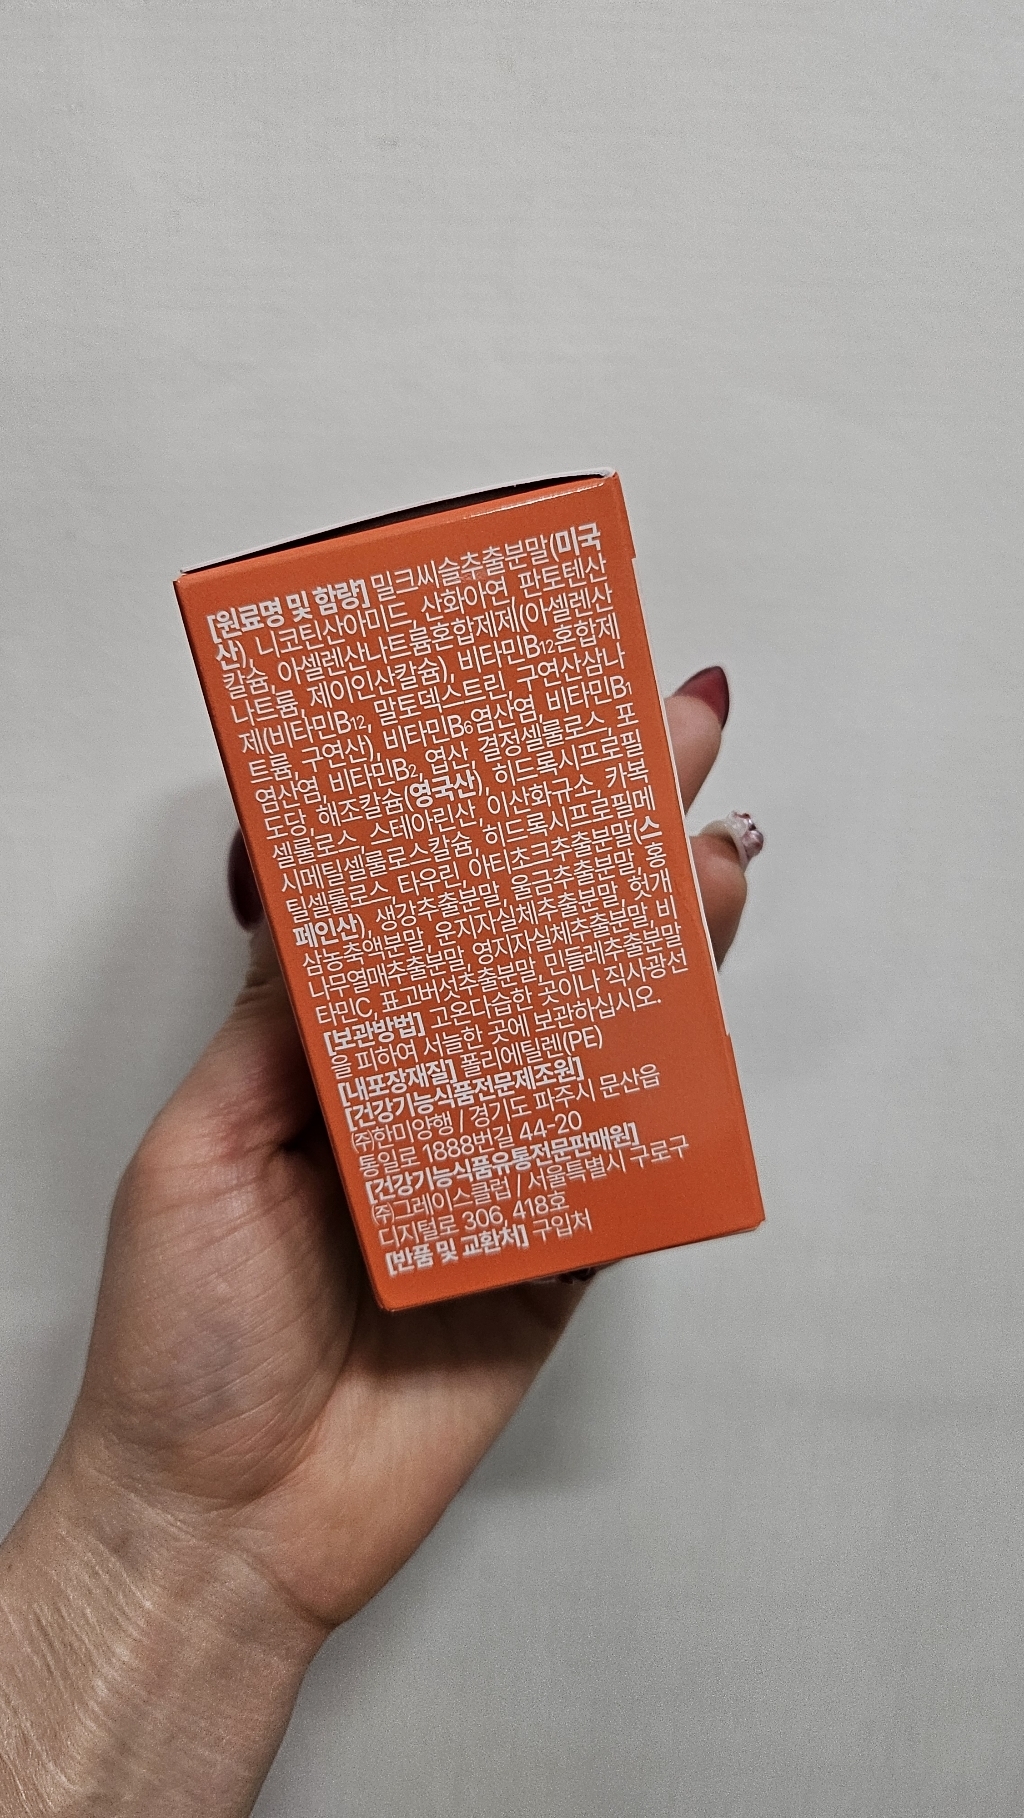 [원료명 및 함량] 밀크씨슬추출분말(미국
산), 니코틴산아미드, 산화아연, 판토텐산
칼슘, 아셀렌산나트륨혼합제제(아셀렌산
나트륨, 제이인산칼슘), 비타민B₁₂혼합제
제(비타민B₁₂, 말토덱스트린, 구연산삼나
트륨, 구연산), 비타민B₆염산염, 비타민B₁
염산염, 비타민B₂, 엽산, 결정셀룰로스, 포
도당, 해조칼슘(영국산), 히드록시프로필
셀룰로스, 스테아린산, 이산화규소, 카복
시메틸셀룰로스칼슘, 히드록시프로필메
틸셀룰로스, 타우린, 아티초크추출분말(스
페인산), 생강추출분말, 울금추출분말, 홍
삼농축액분말, 운지자실체추출분말, 헛개
나무열매추출분말, 영지자실체추출분말, 비
타민C, 표고버섯추출분말, 민들레추출분말
[보관방법] 고온다습한 곳이나 직사광선
을 피하여 서늘한 곳에 보관하십시오.
[내포장재질] 폴리에틸렌(PE)
[건강기능식품전문제조원]
㈜한미양행 / 경기도 파주시 문산읍
통일로 1888번길 44-20
[건강기능식품유통전문판매원]
㈜그레이스클럽 / 서울특별시 구로구
디지털로 306, 418호
[반품 및 교환처] 구입처